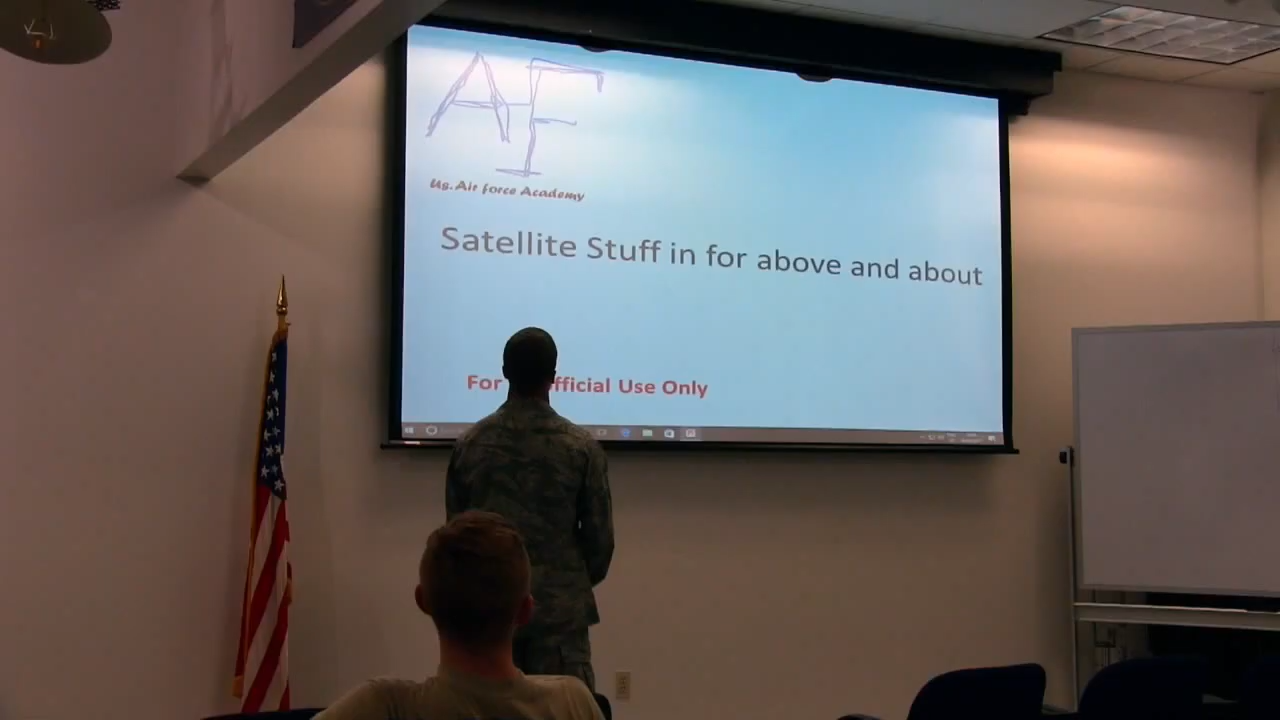 AF
Us. Air force Academy
Satellite Stuff in for above and about
For fficial Use Only